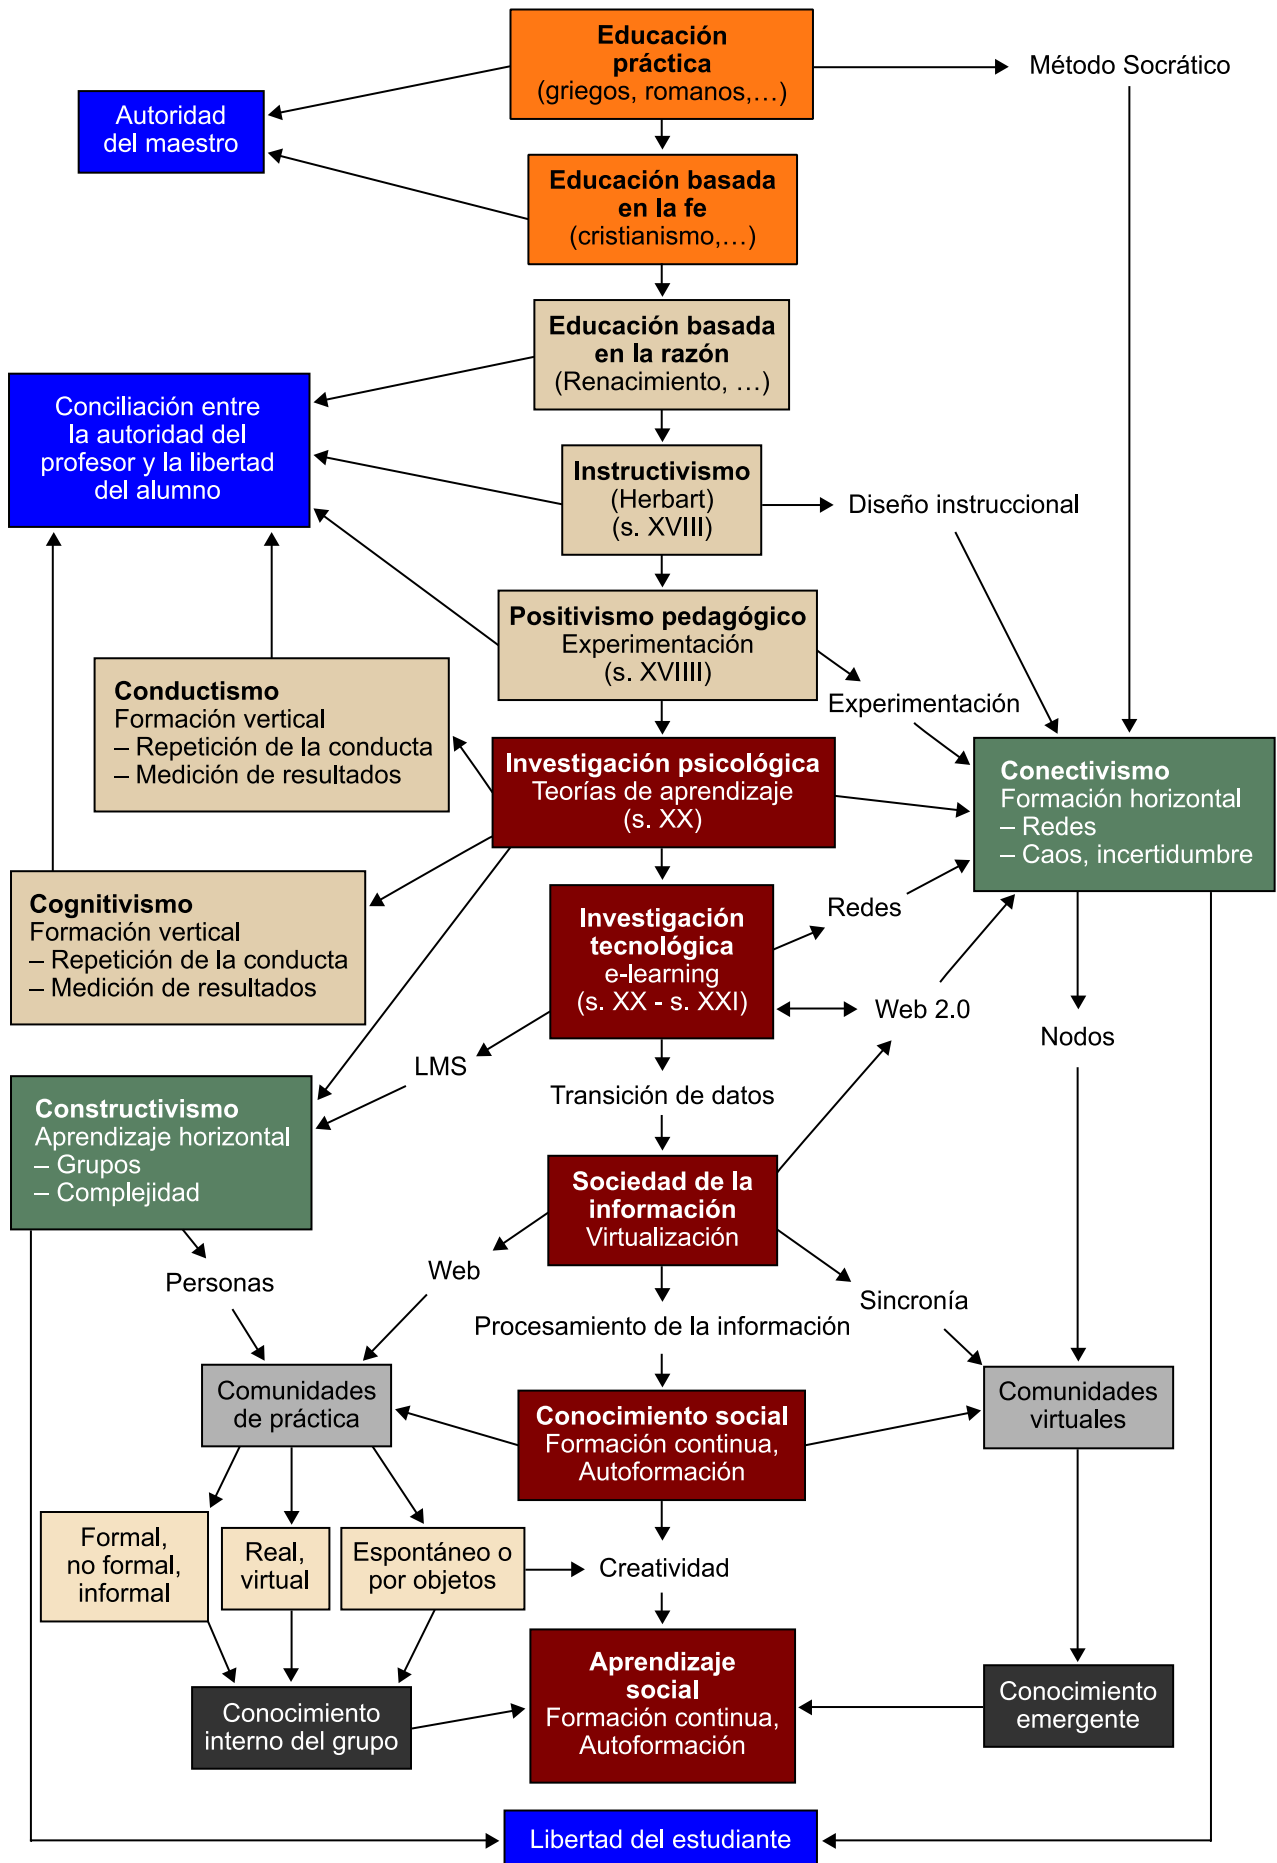 Educación
práctica
(griegos, romanos,…)
Método Socrático
Autoridad
del maestro
Educación basada
en la fe
(cristianismo,…)
Educación basada
en la razón
(Renacimiento, …)
Conciliación entre
la autoridad del
profesor y la libertad
del alumno
Instructivismo
(Herbart)
(s. XVIII)
Diseño instruccional
Positivismo pedagógico
Experimentación
(s. XVIIII)
Experimentación
Conductismo
Formación vertical
– Repetición de la conducta
– Medición de resultados
Investigación psicológica
Teorías de aprendizaje
(s. XX)
Conectivismo
Formación horizontal
– Redes
– Caos, incertidumbre
Cognitivismo
Formación vertical
– Repetición de la conducta
– Medición de resultados
Investigación
tecnológica
e-learning
(s. XX - s. XXI)
Redes
Web 2.0
Nodos
LMS
Transición de datos
Constructivismo
Aprendizaje horizontal
– Grupos
– Complejidad
Sociedad de la
información
Virtualización
Personas
Web
Sincronía
Procesamiento de la información
Comunidades
de práctica
Conocimiento social
Formación continua,
Autoformación
Comunidades
virtuales
Formal,
no formal,
informal
Real,
virtual
Espontáneo o
por objetos
Creatividad
Conocimiento
interno del grupo
Aprendizaje
social
Formación continua,
Autoformación
Conocimiento
emergente
Libertad del estudiante